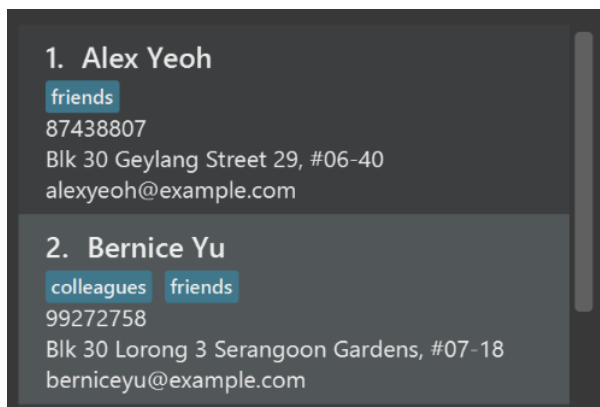 1. Alex Yeoh
friends
87438807
Blk 30 Geylang Street 29, #06-40
alexyeoh@example.com
2. Bernice Yu
colleagues friends
99272758
Blk 30 Lorong 3 Serangoon Gardens, #07-18
berniceyu@example.com